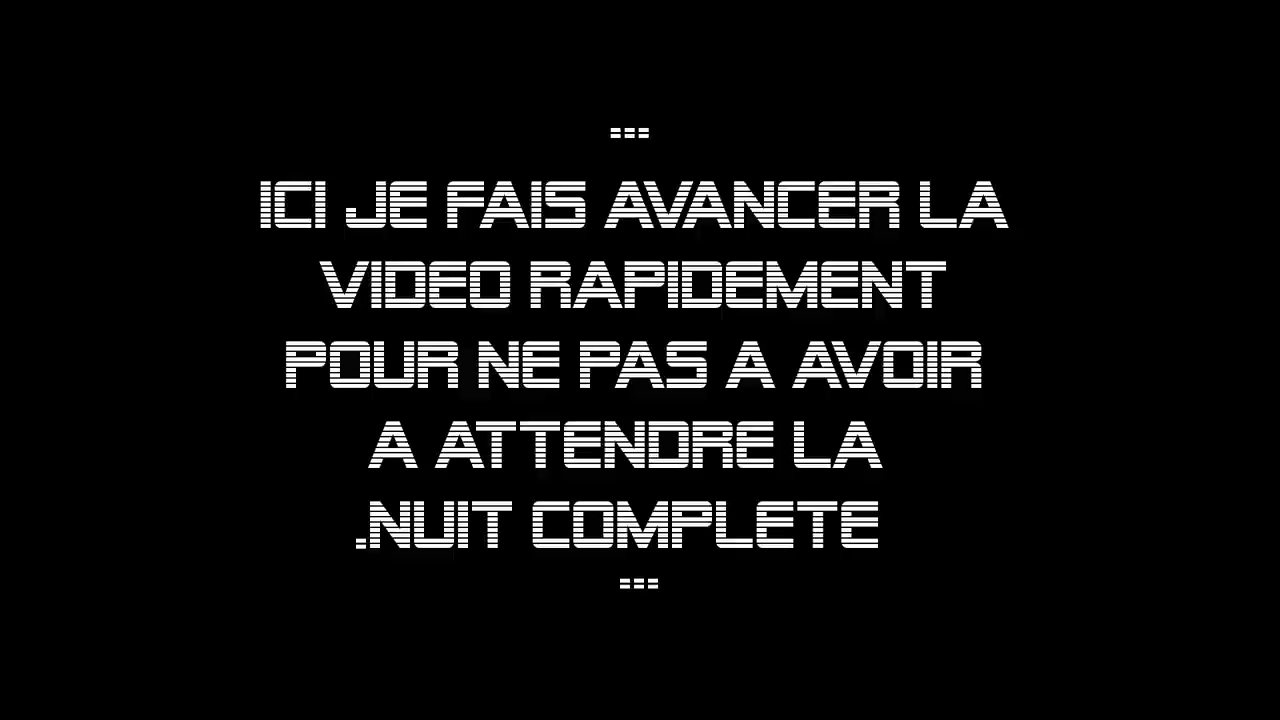 ...
ICI JE FAIS AVANCER LA
VIDEO RAPIDEMENT
POUR NE PAS A AVOIR
A ATTENDRE LA
.NUIT COMPLETE
...